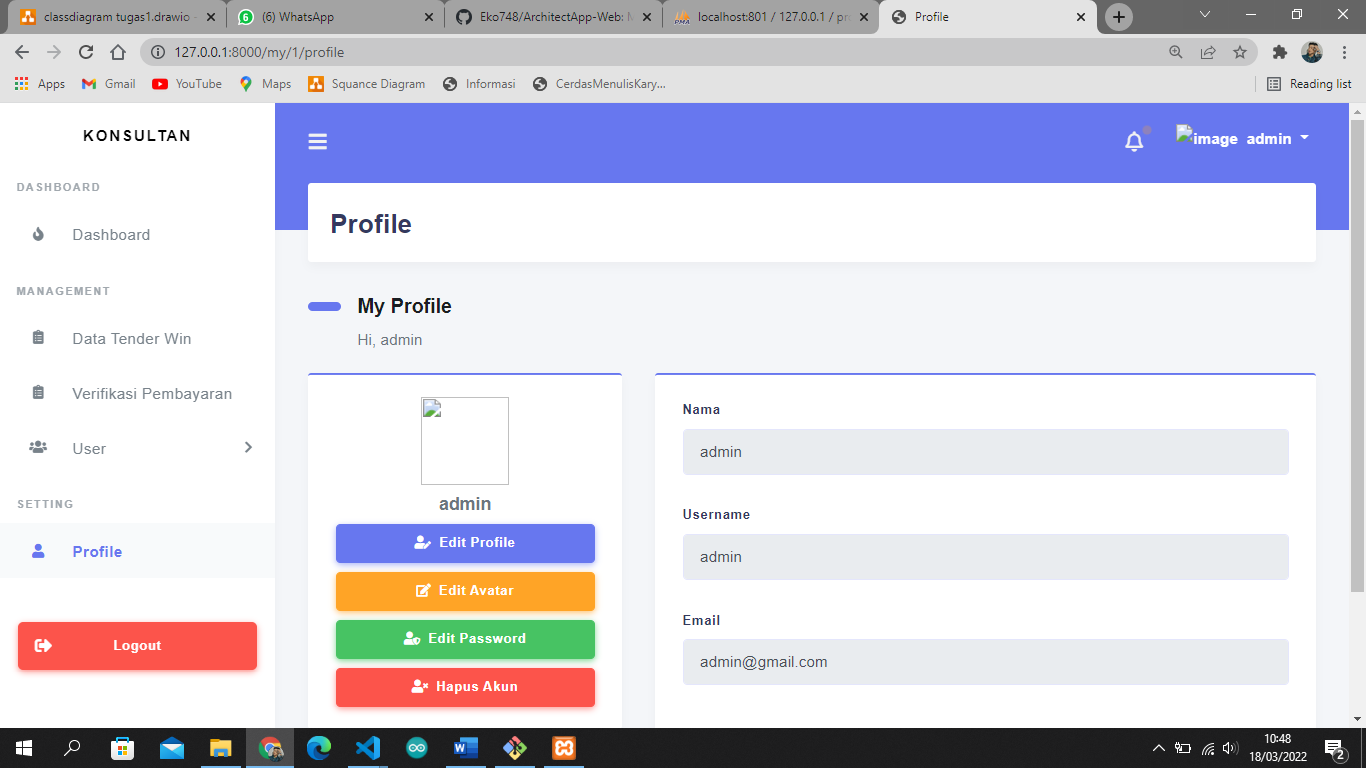 classdiagram tugas1.drawio -
6 (6) WhatsApp
Eko748/ArchitectApp-Web: M
PMA localhost:801 / 127.0.0.1 / pr
Profile
127.0.0.1:8000/my/1/profile
Apps
Gmail
YouTube
Maps
Squance Diagram
Informasi
CerdasMenulisKary...
Reading list
KONSULTAN
DASHBOARD
Dashboard
MANAGEMENT
Data Tender Win
Verifikasi Pembayaran
User
SETTING
Profile
Logout
image admin
Profile
My Profile
Hi, admin
admin
Edit Profile
Edit Avatar
Edit Password
Hapus Akun
Nama
admin
Username
admin
Email
admin@gmail.com
10:48
18/03/2022
2